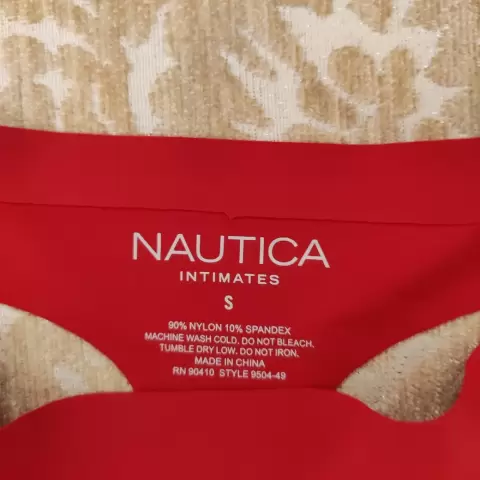 NAUTICA
INTIMATES
S
90% NYLON 10% SPANDEX
MACHINE WASH COLD. DO NOT BLEACH.
TUMBLE DRY LOW. DO NOT IRON.
MADE IN CHINA
RN 90410 STYLE 9504-49